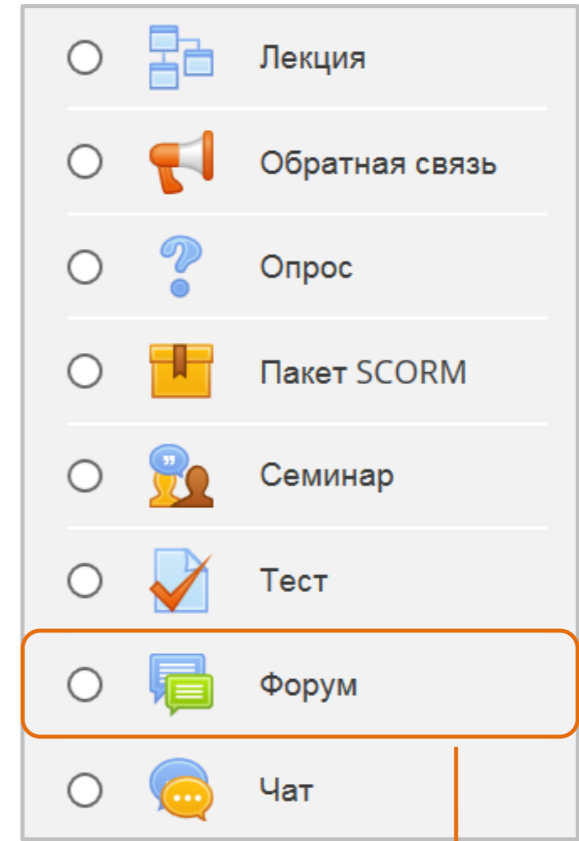 Лекция
Обратная связь
Опрос
Пакет SCORM
Семинар
Тест
Форум
Чат